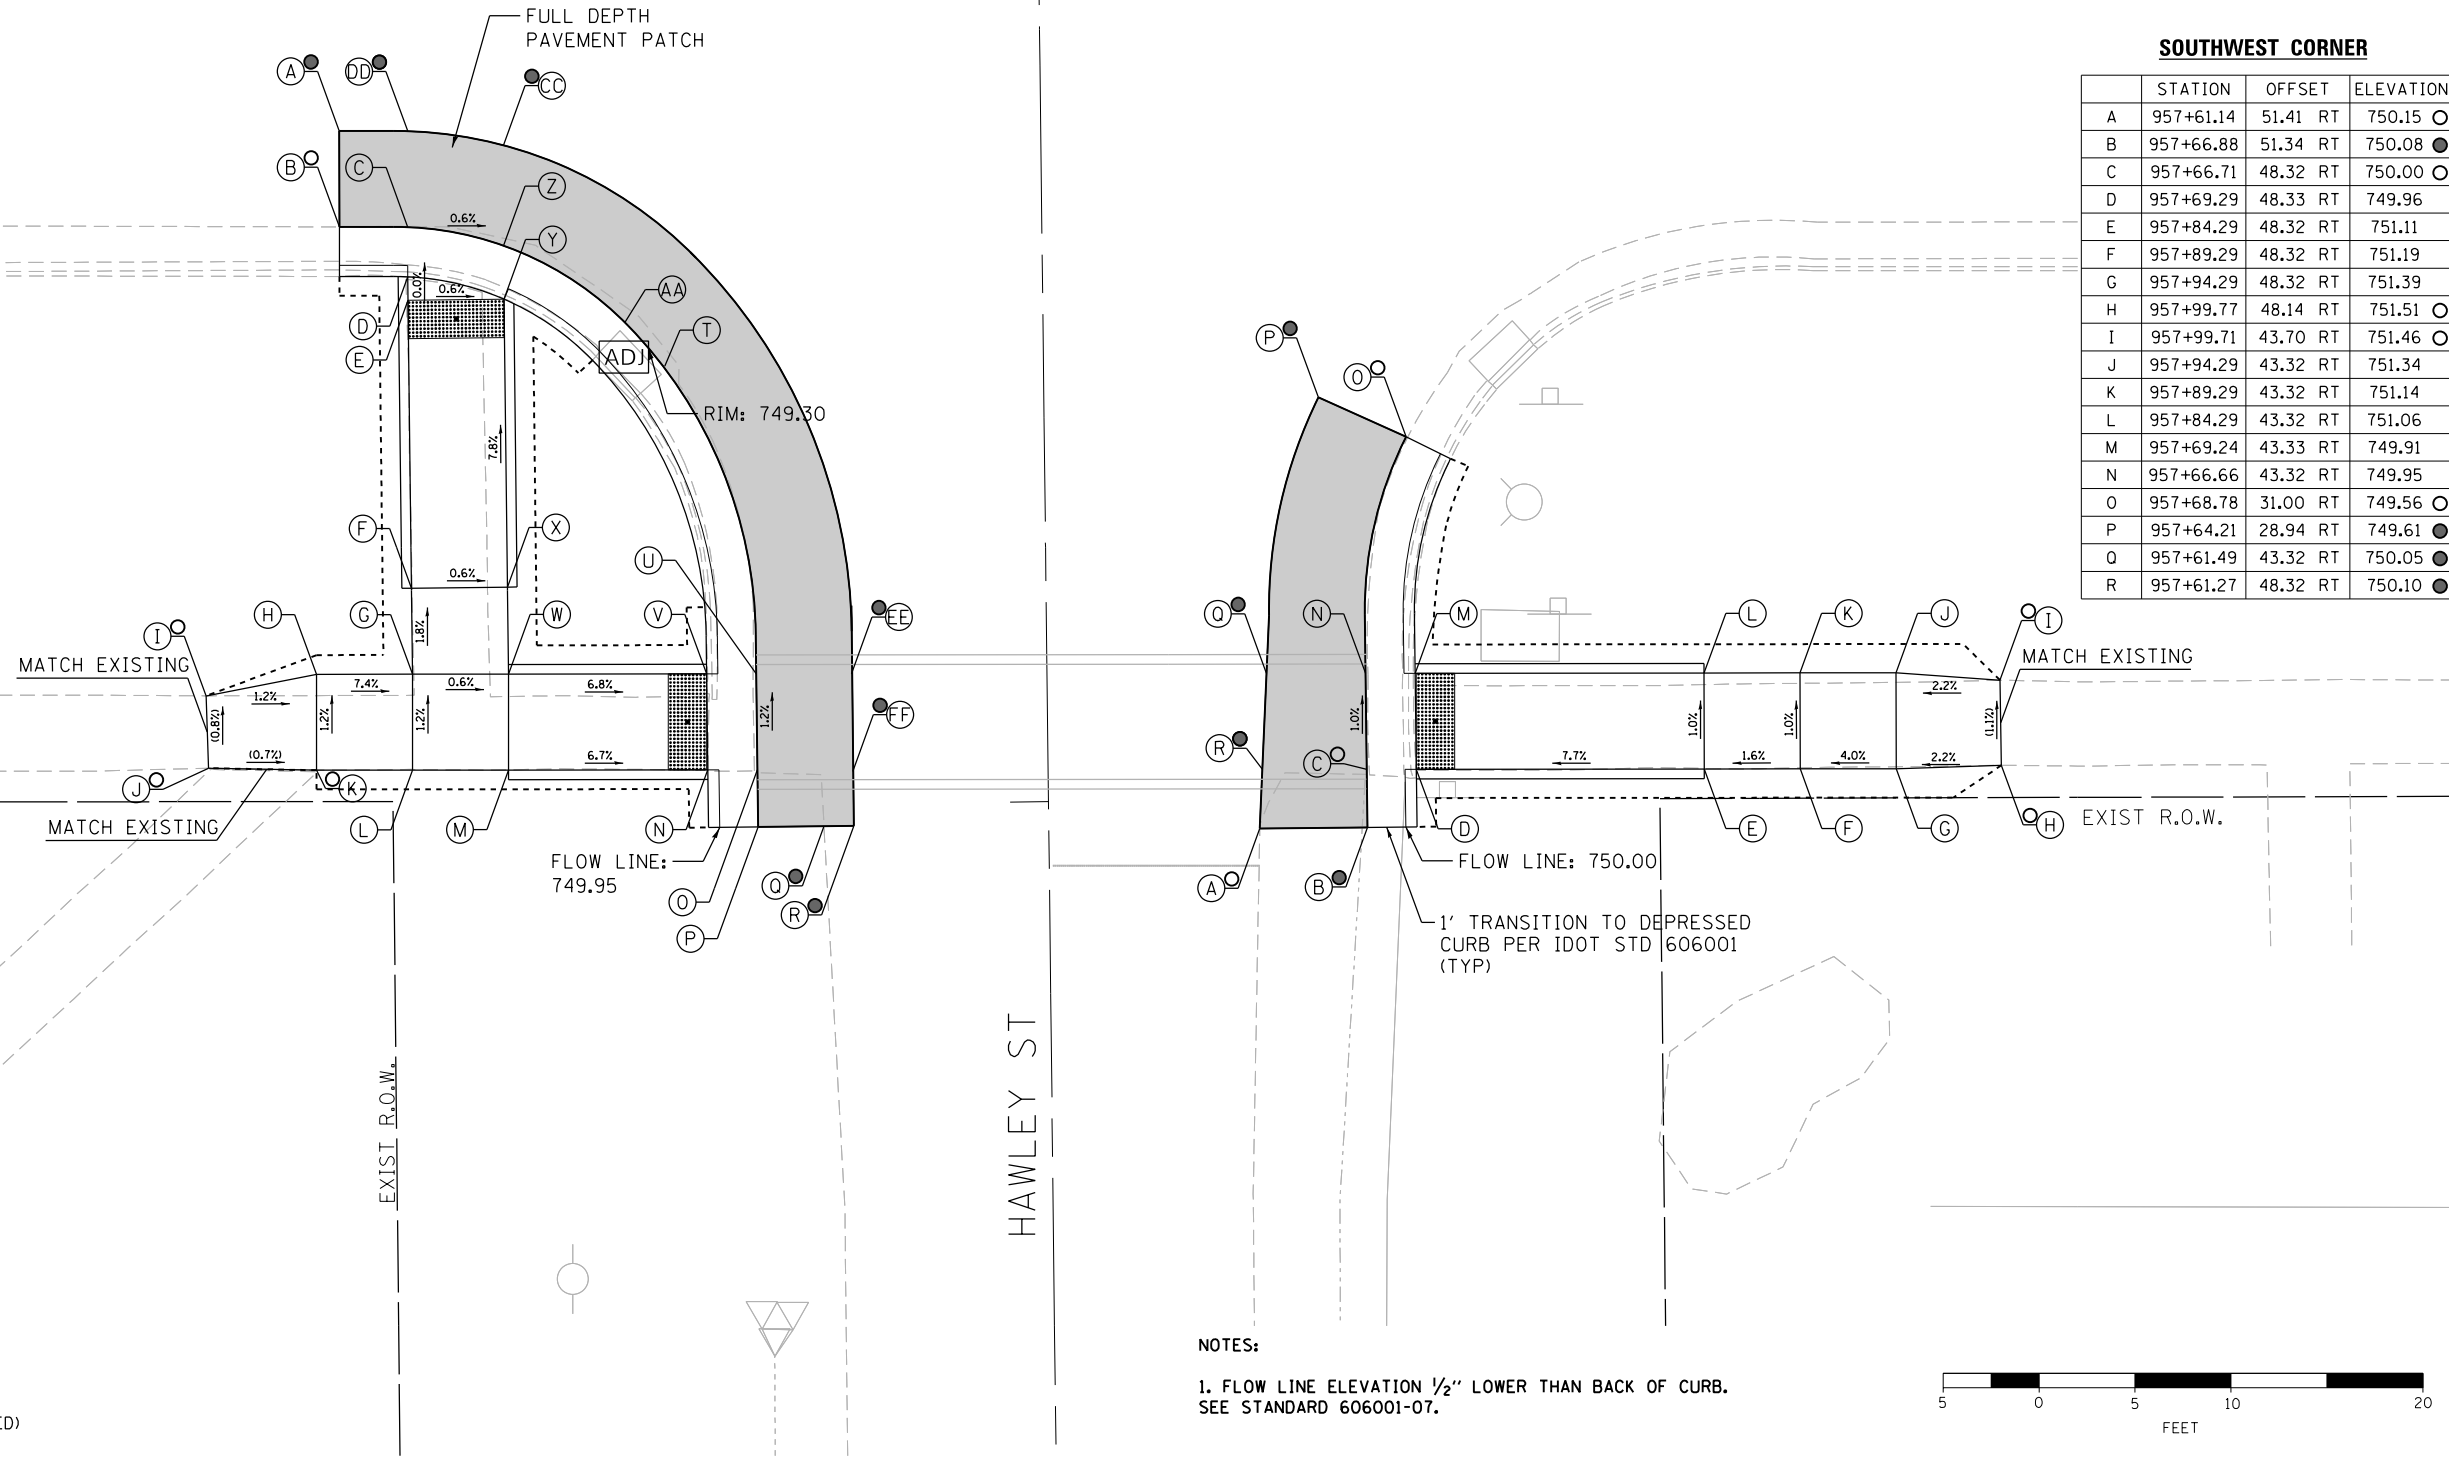 FULL DEPTH
PAVEMENT PATCH
A
DD
CC
B
C
Z
Y
AA
T
D
E
0.6%
0.0%
0.6%
ADJ
RIM: 749.30
7.8%
F
X
0.6%
U
H
G
W
V
I
1.8%
MATCH EXISTING
EE
FF
7.4%
0.6%
6.8%
1.2%
(0.8%)
1.2%
1.2%
1.2%
(0.7%)
6.7%
J
K
MATCH EXISTING
L
M
N
FLOW LINE:
749.95
O
P
Q
R
EXIST R.O.W.
HAWLEY ST
P
O
Q
N
M
L
K
J
I
MATCH EXISTING
R
C
1.0%
1.0%
1.0%
2.2%
(1.1%)
7.7%
1.6%
4.0%
2.2%
A
B
D
E
F
G
H
EXIST R.O.W.
FLOW LINE: 750.00
1' TRANSITION TO DEPRESSED
CURB PER IDOT STD 606001
(TYP)
SOUTHWEST CORNER
STATION OFFSET ELEVATION
A 957+61.14 51.41 RT 750.15
B 957+66.88 51.34 RT 750.08
C 957+66.71 48.32 RT 750.00
D 957+69.29 48.33 RT 749.96
E 957+84.29 48.32 RT 751.11
F 957+89.29 48.32 RT 751.19
G 957+94.29 48.32 RT 751.39
H 957+99.77 48.14 RT 751.51
I 957+99.71 43.70 RT 751.46
J 957+94.29 43.32 RT 751.34
K 957+89.29 43.32 RT 751.14
L 957+84.29 43.32 RT 751.06
M 957+69.24 43.33 RT 749.91
N 957+66.66 43.32 RT 749.95
O 957+68.78 31.00 RT 749.56
P 957+64.21 28.94 RT 749.61
Q 957+61.49 43.32 RT 750.05
R 957+61.27 48.32 RT 750.10
NOTES:
1. FLOW LINE ELEVATION 1/2" LOWER THAN BACK OF CURB.
SEE STANDARD 606001-07.
5 0 5 10 20
FEET
ED)